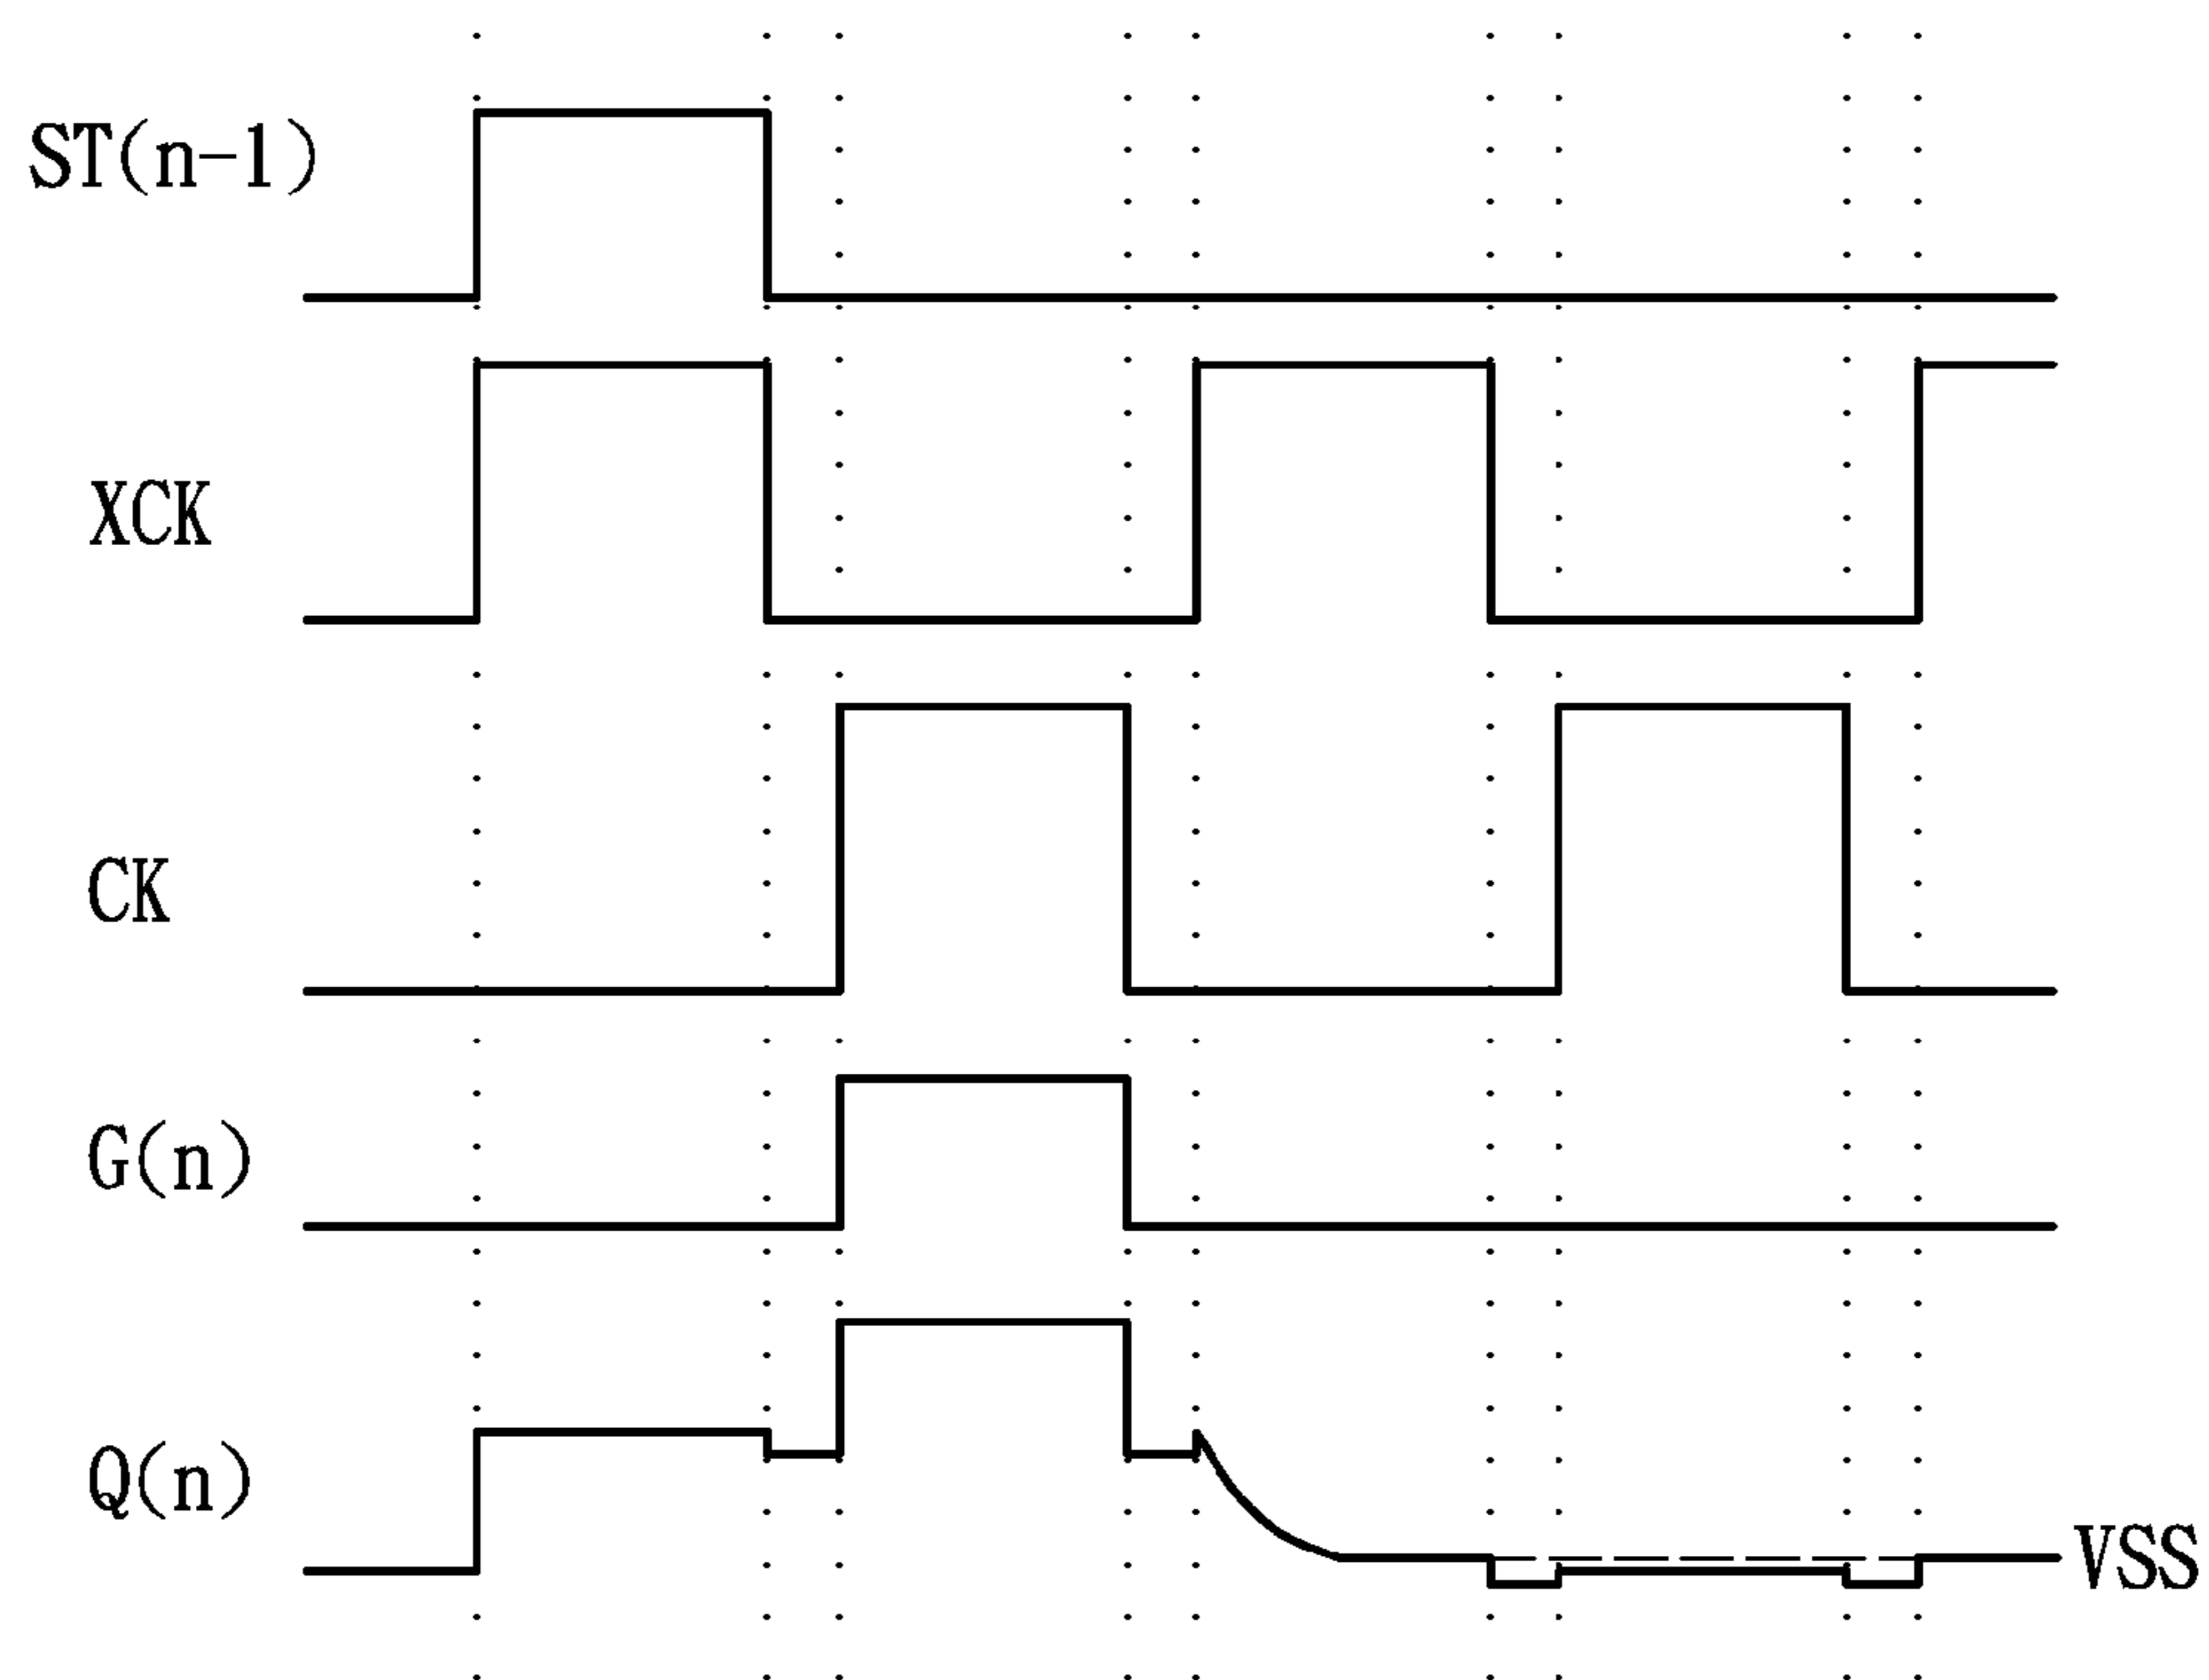 ST(n-1)
XCK
CK
G(n)
Q(n)
VSS